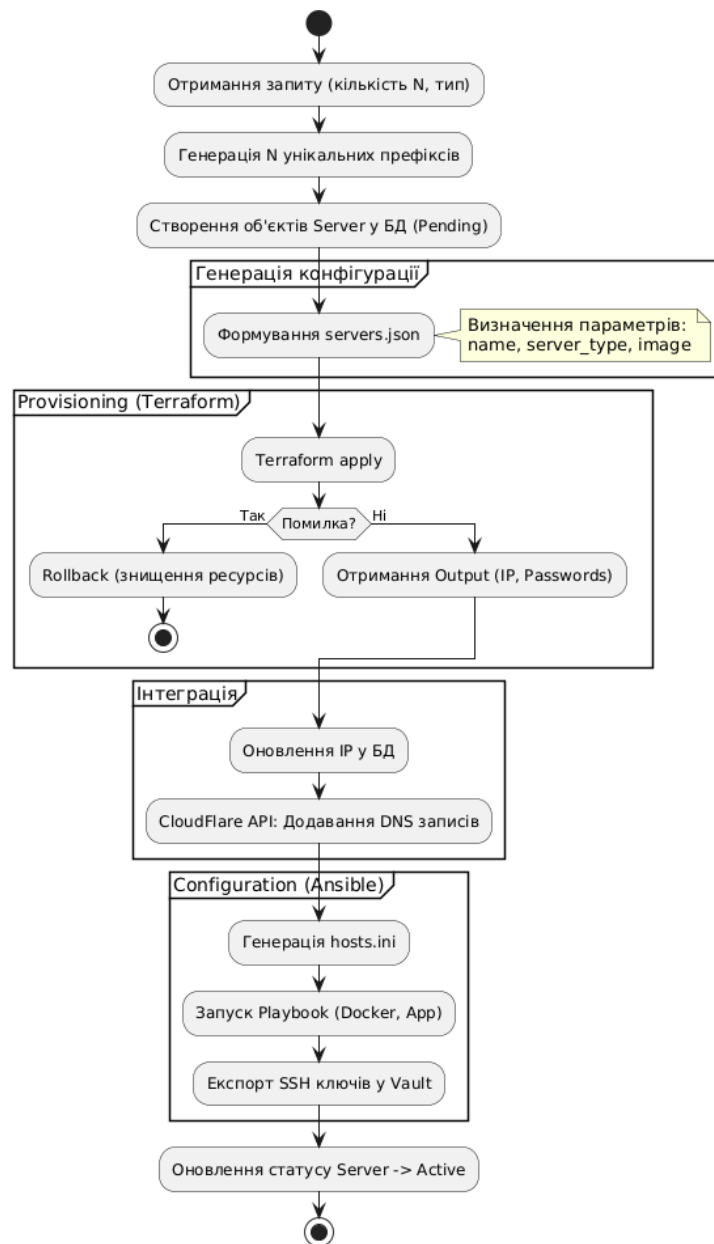 Отримання запиту (кількість N, тип)
Генерація N унікальних префіксів
Створення об'єктів Server у БД (Pending)
Генерація конфігурації
Формування servers.json
Визначення параметрів:
name, server_type, image
Provisioning (Terraform)
Terraform apply
Так
Помилка?
Ні
Rollback (знищення ресурсів)
Отримання Output (IP, Passwords)
Інтеграція
Оновлення IP у БД
CloudFlare API: Додавання DNS записів
Configuration (Ansible)
Генерація hosts.ini
Запуск Playbook (Docker, App)
Експорт SSH ключів у Vault
Оновлення статусу Server -> Active